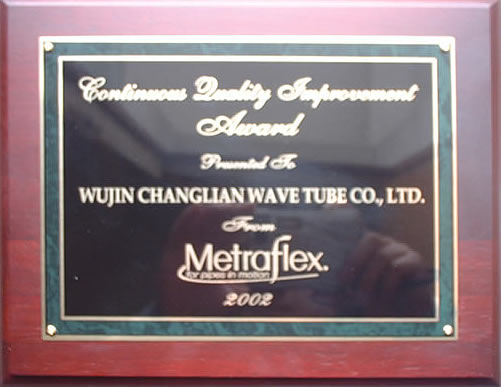 Continuous Quality Improvement
Award
Presented To
WUJIN CHANGLIAN WAVE TUBE CO., LTD.
From
Metraflex.
for pipes in motion
2002